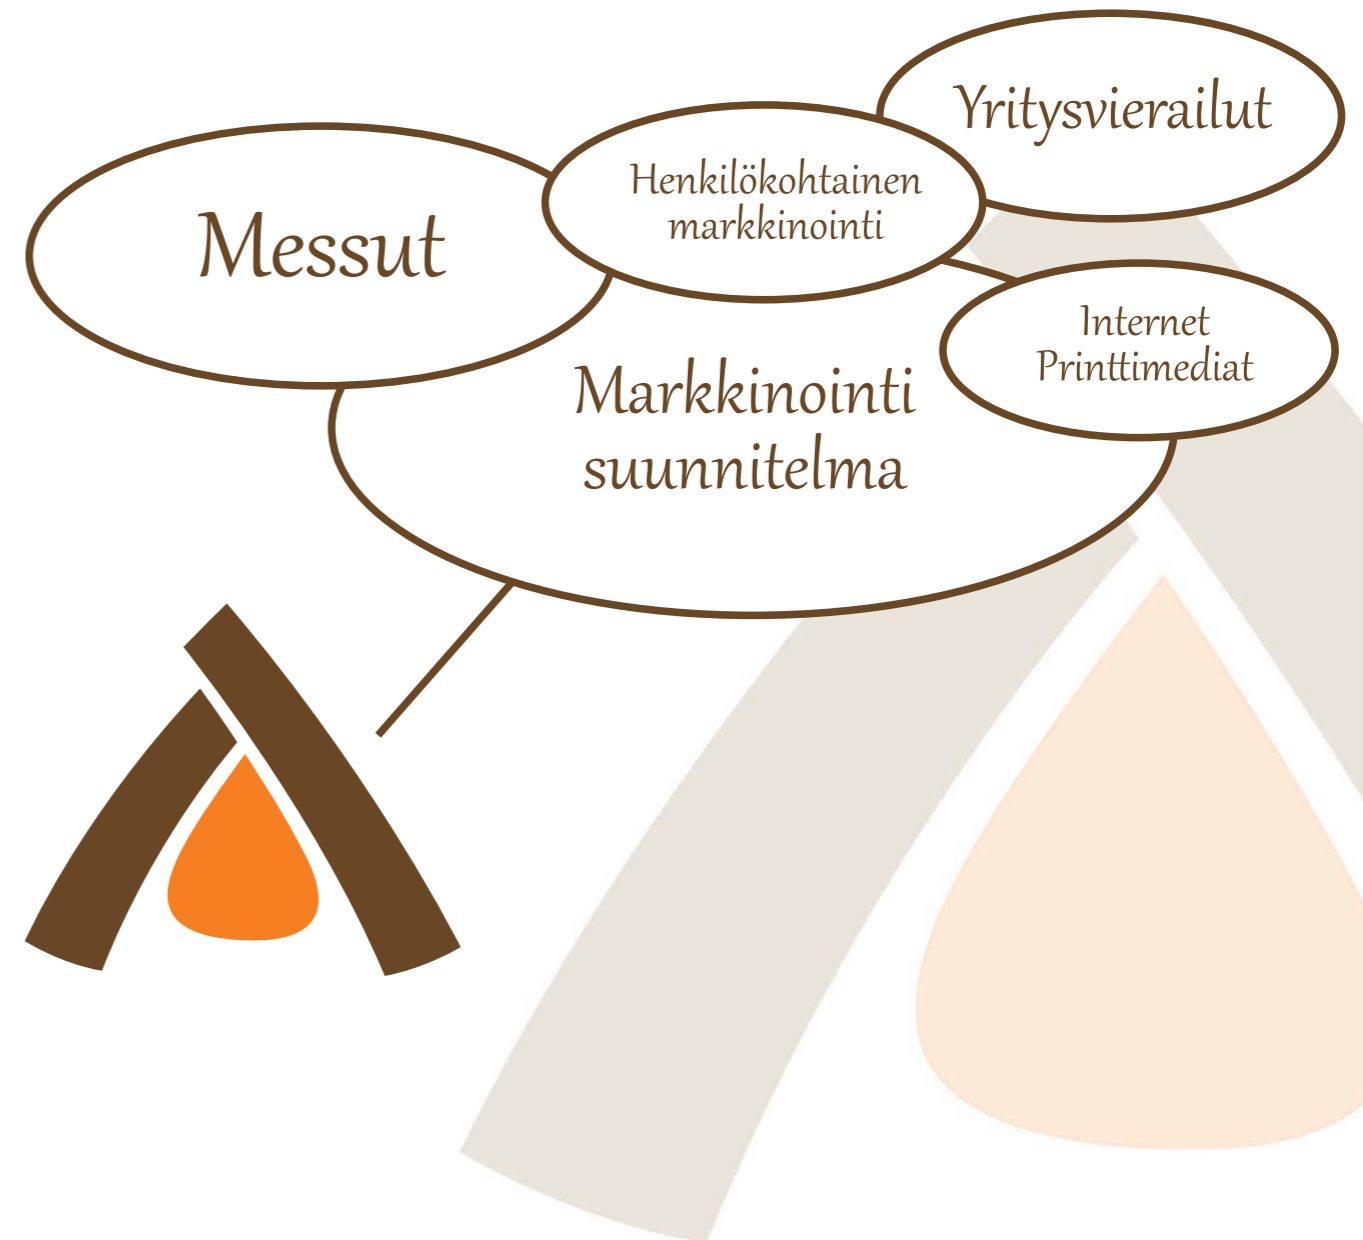 Yritysvierailut
Henkilökohtainen
markkinointi
Messut
Internet
Printtimediat
Markkinointi
suunnitelma